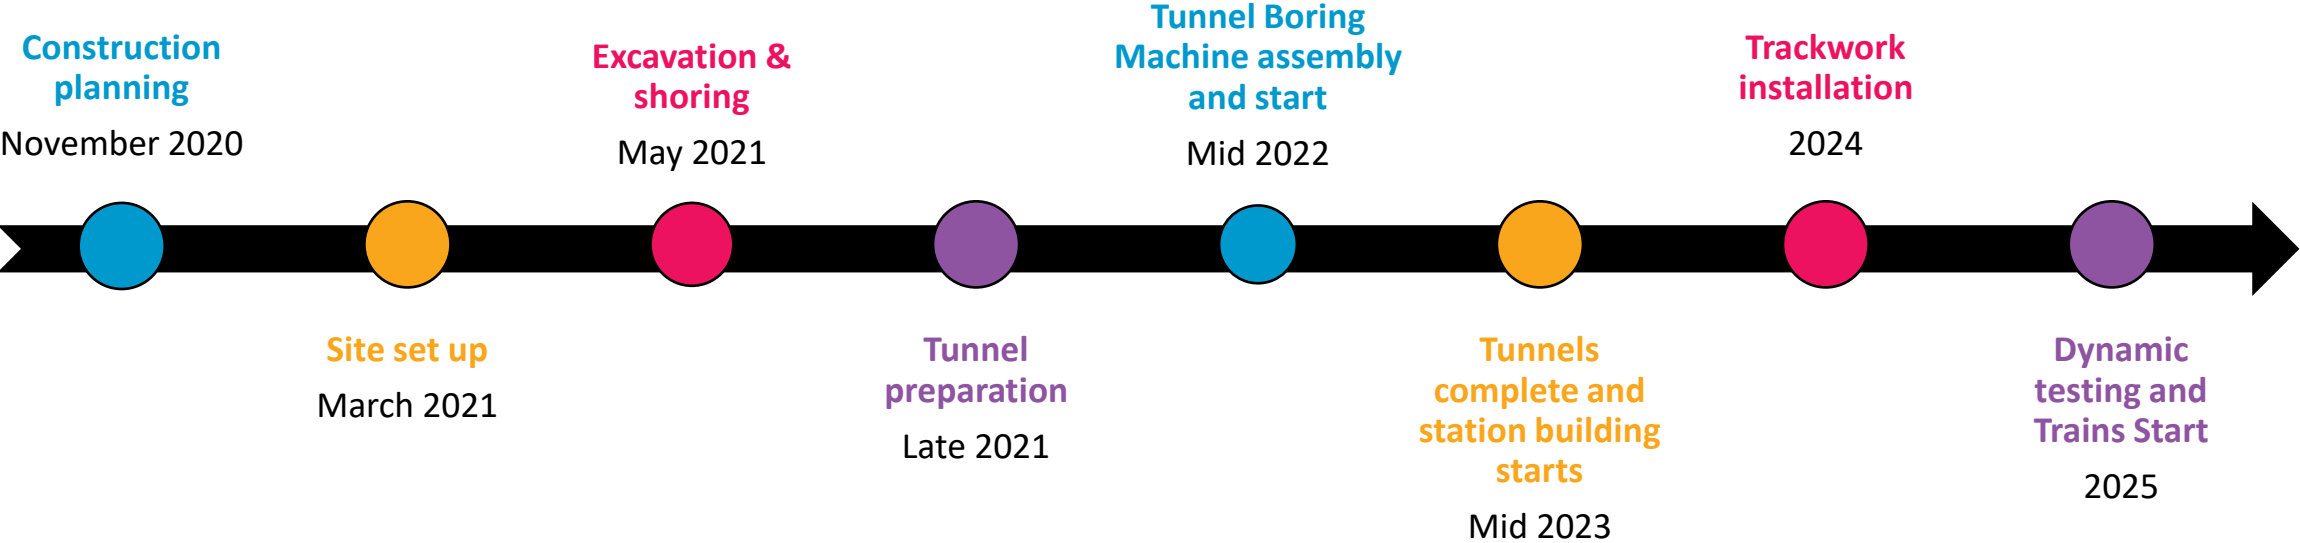 Construction
planning
November 2020
Site set up
March 2021
Excavation &
shoring
May 2021
Tunnel
preparation
Late 2021
Tunnel Boring
Machine assembly
and start
Mid 2022
Tunnels
complete and
station building
starts
Mid 2023
Trackwork
installation
2024
Dynamic
testing and
Trains Start
2025